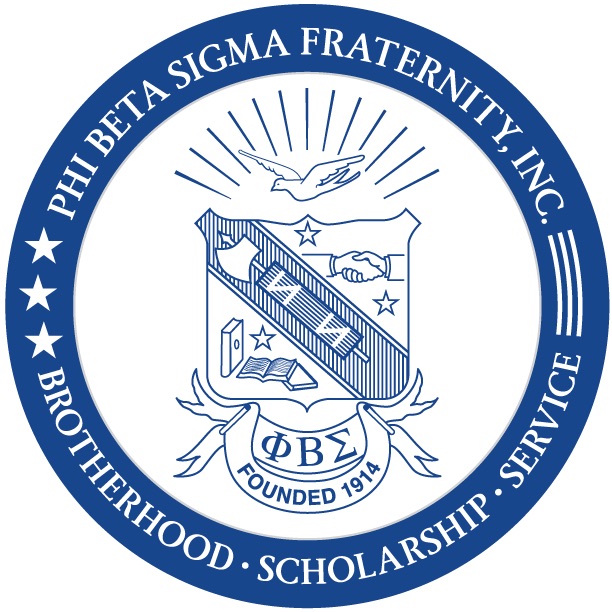 PHI BETA SIGMA FRATERNITY, INC.
ΦΒΣ
FOUNDED 1914
BROTHERHOOD · SCHOLARSHIP · SERVICE